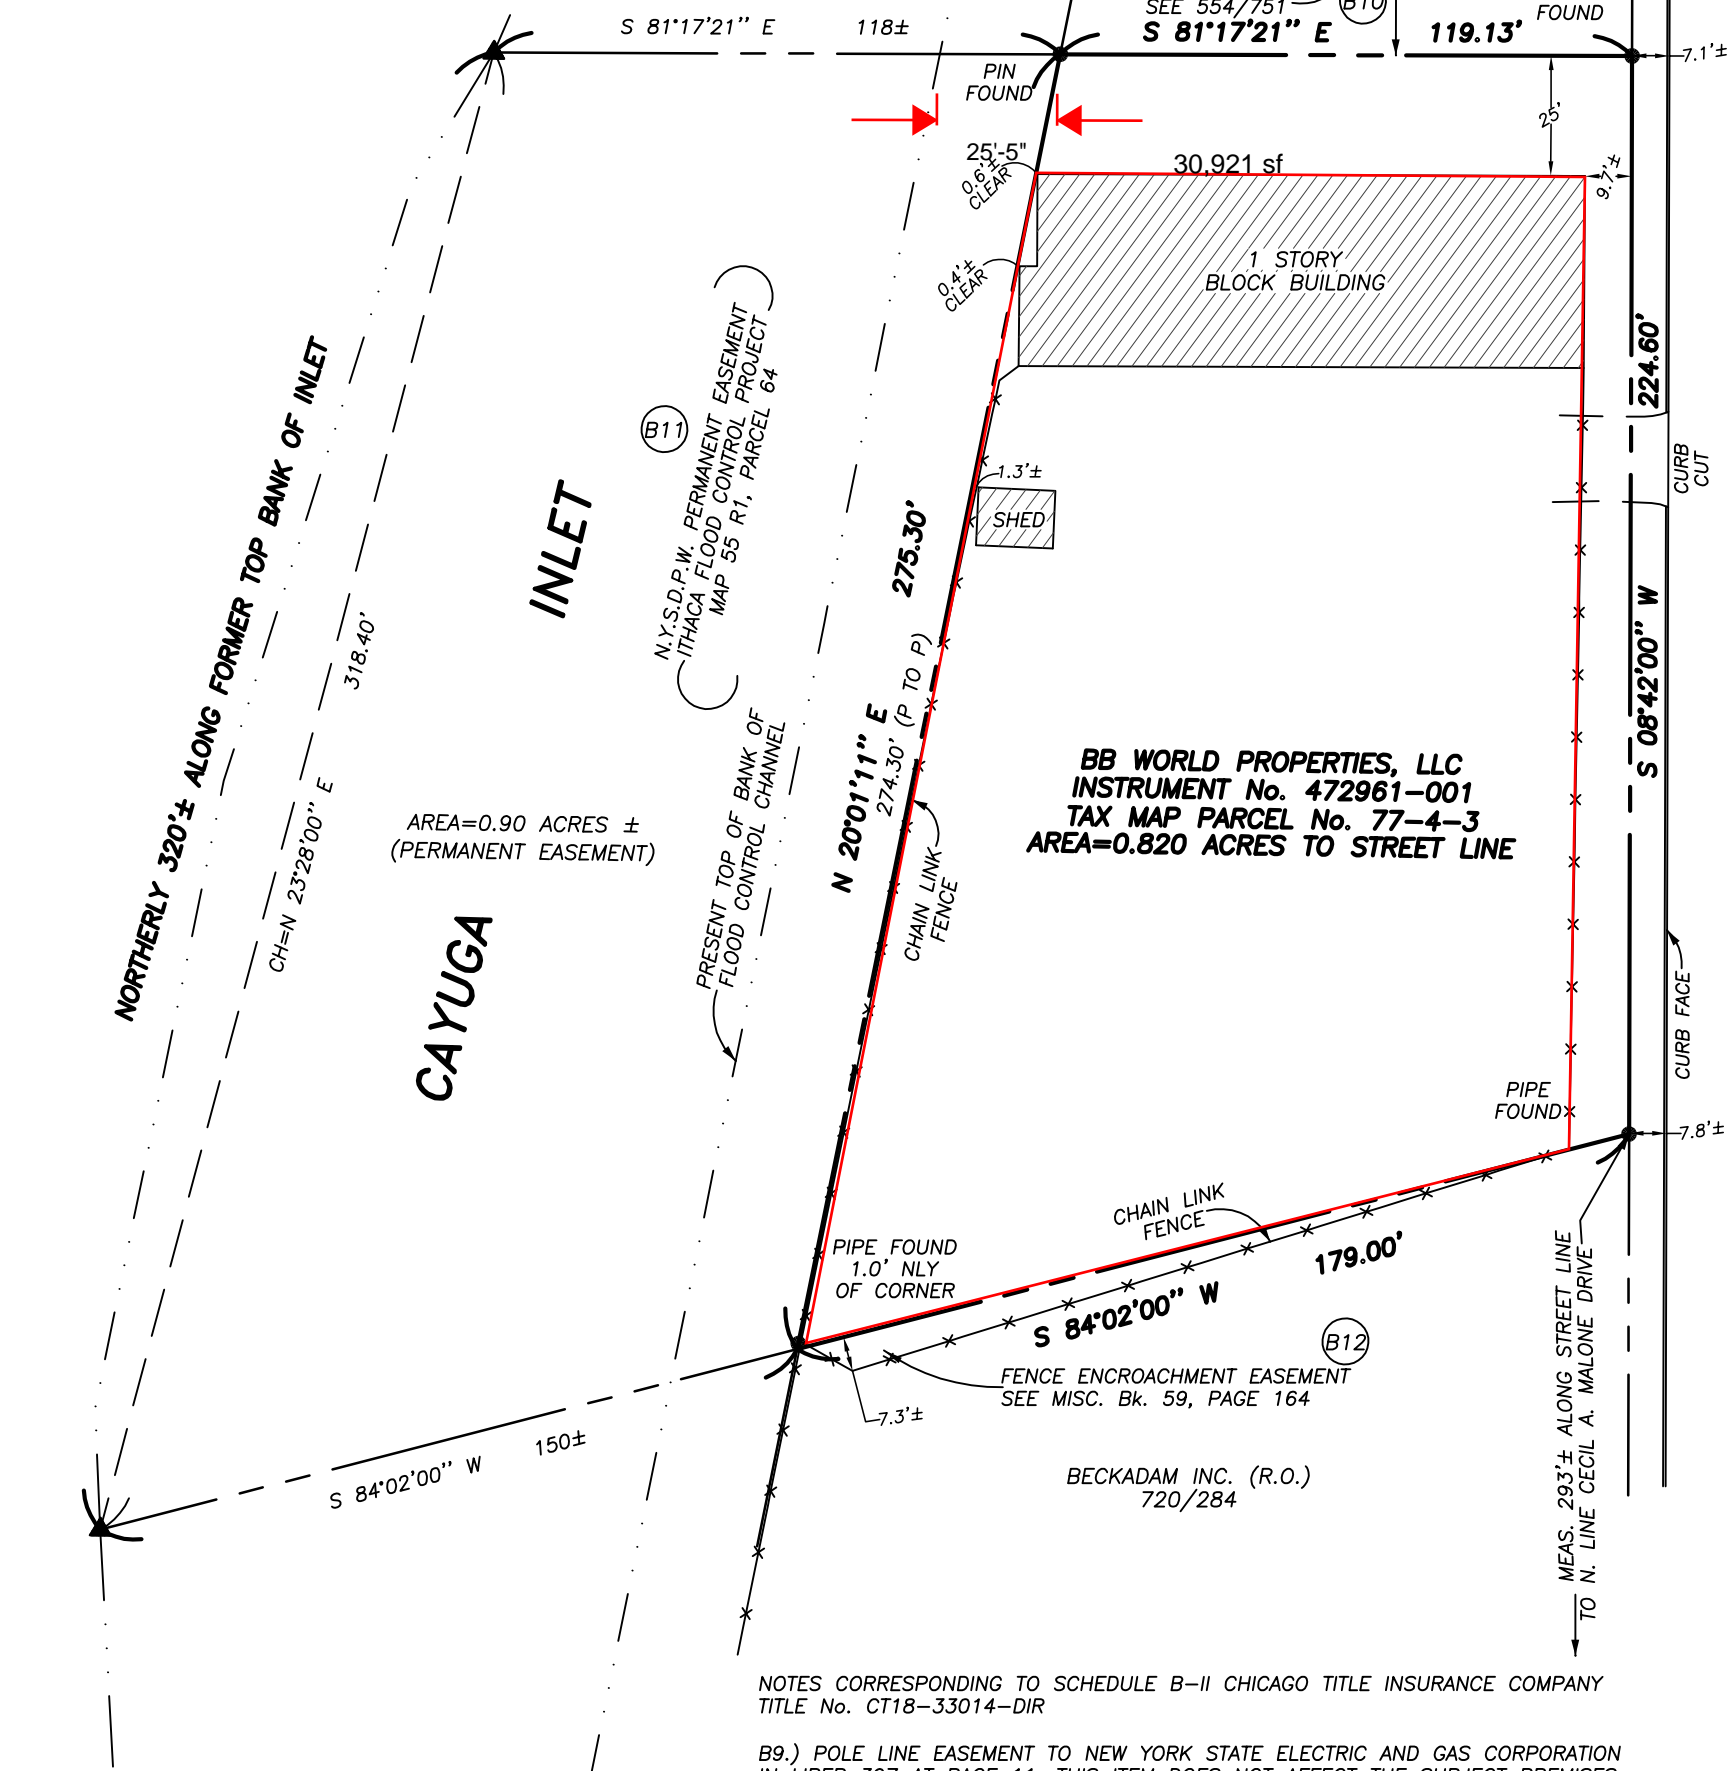 SEE 554/751
B10
FOUND
S 81°17'21" E 118±
S 81°17'21" E 119.13'
7.1'±
PIN
FOUND
25'
25'-5"
30,921 sf
0.6'±
CLEAR
9.7'±
1 STORY
BLOCK BUILDING
0.4'±
CLEAR
224.60'
CURB
CUT
B11
N.Y.S.D.P.W. PERMANENT EASEMENT
ITHACA FLOOD CONTROL PROJECT
MAP 55 R1, PARCEL 64
1.3'±
SHED
NORTHERLY 320'± ALONG FORMER TOP BANK OF INLET
CH=N 23°28'00" E 318.40'
CAYUGA INLET
N 20°01'11" E 275.30'
274.30' (P TO P)
S 08°42'00" W
PRESENT TOP OF BANK OF
FLOOD CONTROL CHANNEL
AREA=0.90 ACRES ±
(PERMANENT EASEMENT)
BB WORLD PROPERTIES, LLC
INSTRUMENT No. 472961-001
TAX MAP PARCEL No. 77-4-3
AREA=0.820 ACRES TO STREET LINE
CHAIN LINK
FENCE
CURB FACE
PIPE
FOUND
7.8'±
CHAIN LINK
FENCE
PIPE FOUND
1.0' NLY
OF CORNER
S 84°02'00" W 179.00'
B12
FENCE ENCROACHMENT EASEMENT
SEE MISC. Bk. 59, PAGE 164
7.3'±
S 84°02'00" W 150±
BECKADAM INC. (R.O.)
720/284
MEAS. 293'± ALONG STREET LINE
TO N. LINE CECIL A. MALONE DRIVE
NOTES CORRESPONDING TO SCHEDULE B-II CHICAGO TITLE INSURANCE COMPANY
TITLE No. CT18-33014-DIR
B9.) POLE LINE EASEMENT TO NEW YORK STATE ELECTRIC AND GAS CORPORATION